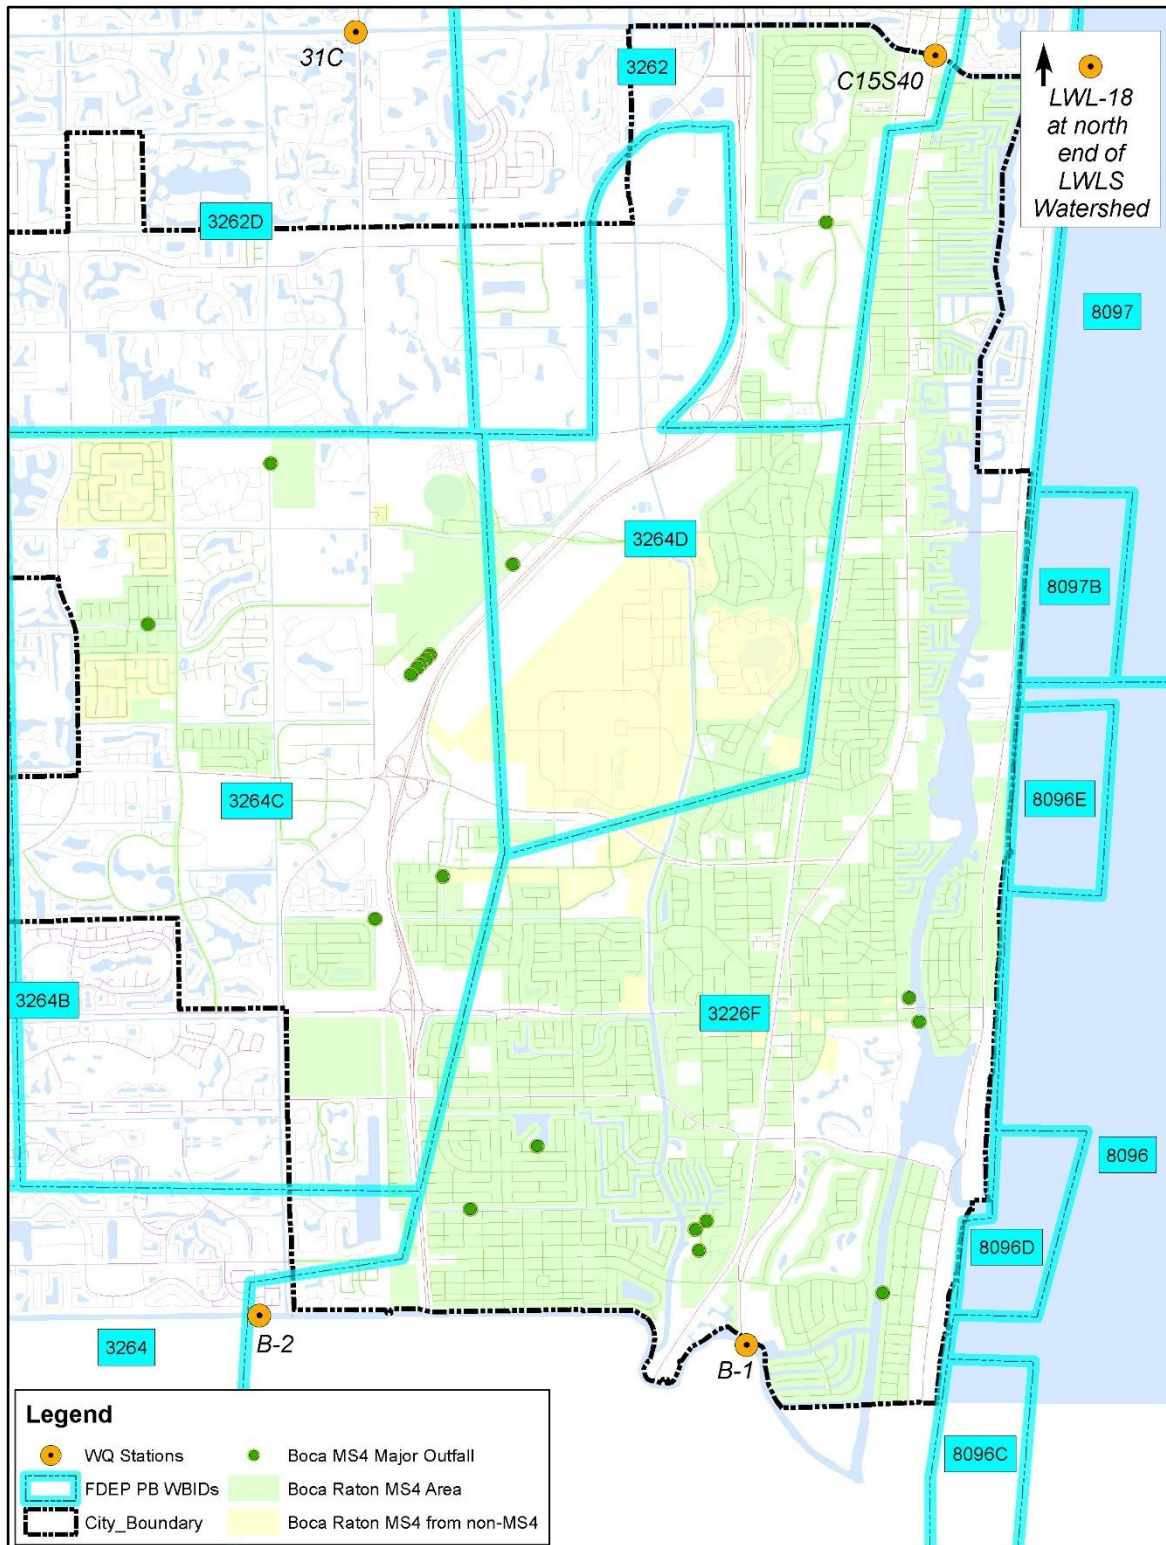 31C
3262
C15S40
LWL-18
at north
end of
LWLS
Watershed
3262D
8097
3264D
8097B
3264C
8096E
3264B
3226F
8096
8096D
3264
B-2
B-1
8096C
Legend
WQ Stations
FDEP PB WBIDs
City_Boundary
Boca MS4 Major Outfall
Boca Raton MS4 Area
Boca Raton MS4 from non-MS4